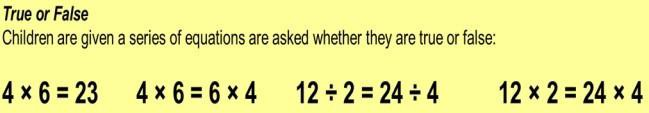 True or False
Children are given a series of equations are asked whether they are true or false:
4 × 6 = 23 4 × 6 = 6 × 4 12 ÷ 2 = 24 ÷ 4 12 × 2 = 24 × 4